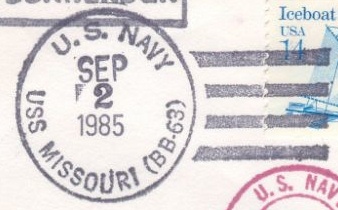 Iceboat
USA
14
U.S. NAVY
SEP
2
1985
USS MISSOURI (BB-63)
U.S. NAV